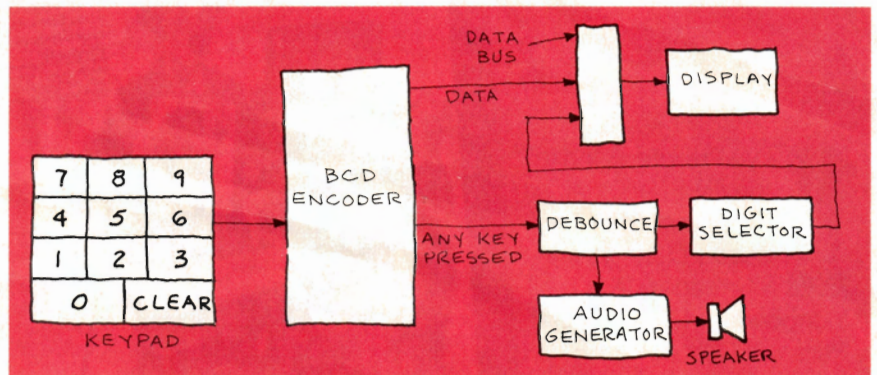 DATA
BUS
DATA
DISPLAY
BCD
ENCODER
7 8 9
4 5 6
1 2 3
0 CLEAR
KEYPAD
ANY KEY
PRESSED
DEBOUNCE
DIGIT
SELECTOR
AUDIO
GENERATOR
SPEAKER